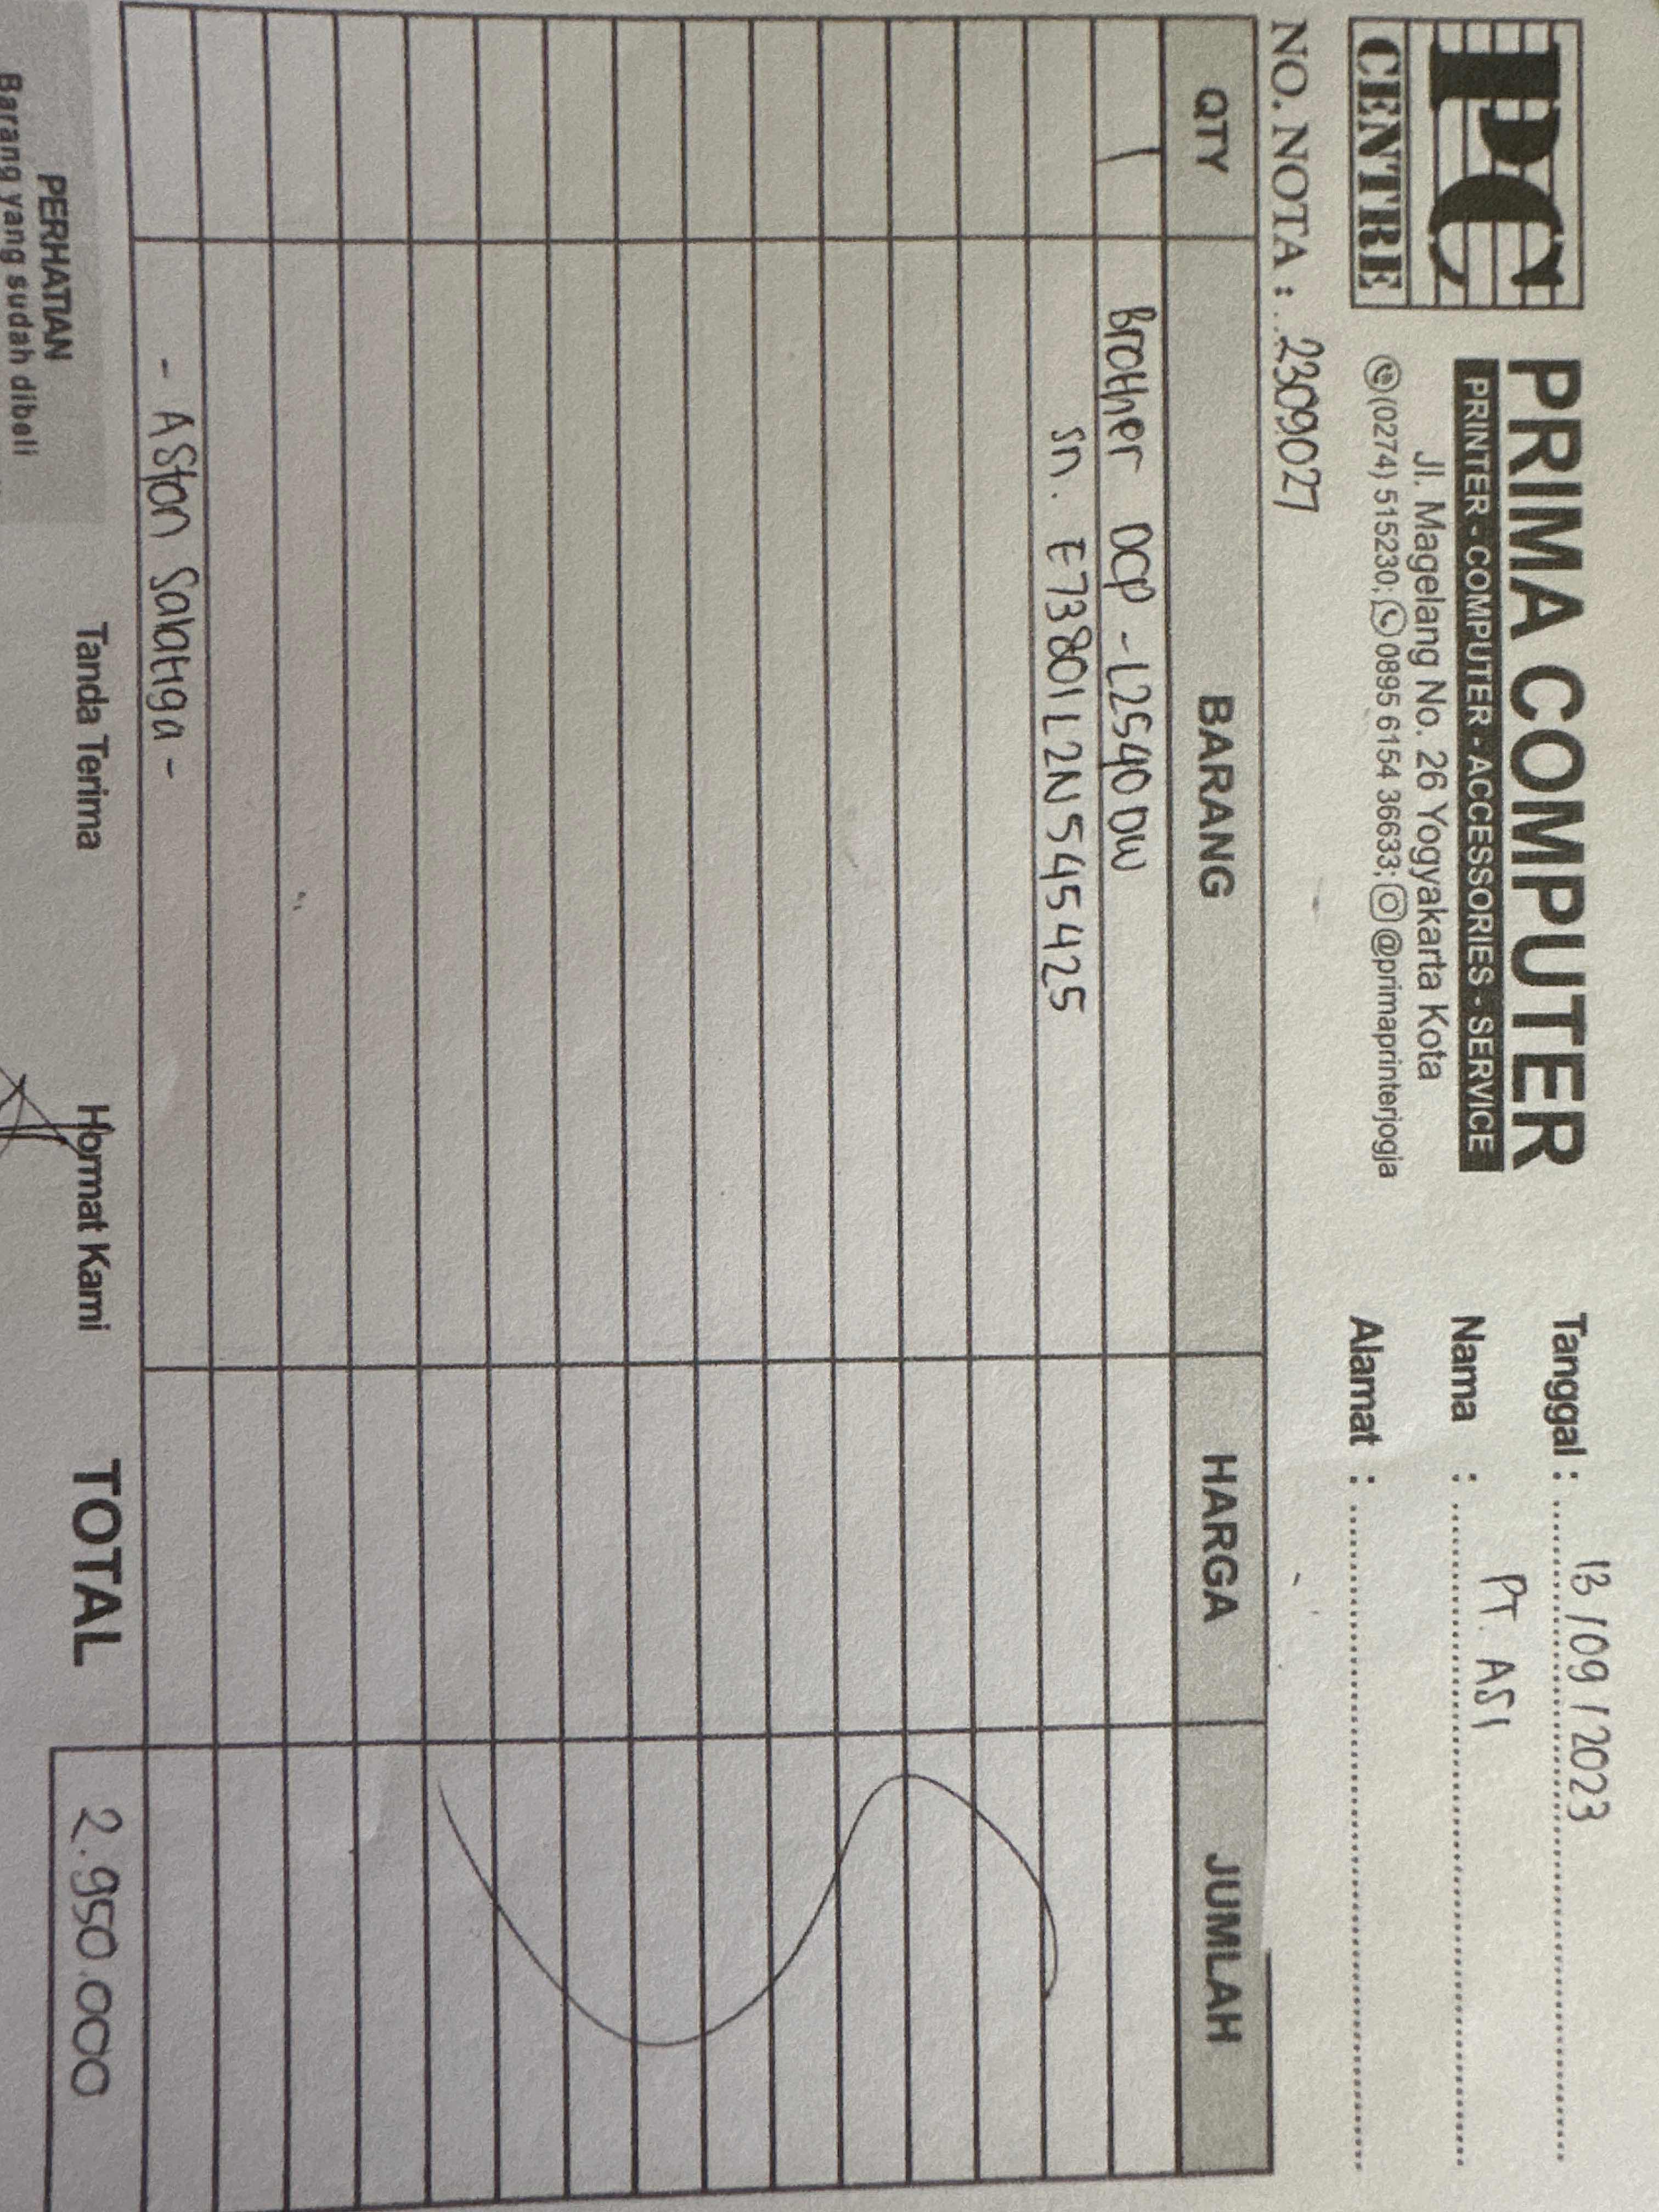 PC
CENTRE
PRIMA COMPUTER
PRINTER - COMPUTER - ACCESSORIES - SERVICE
Jl. Magelang No. 26 Yogyakarta Kota
(0274) 515230; 0895 6154 36633; @primaprinterjogja
Tanggal : 13/09/2023
Nama : PT. ASI
Alamat :
NO. NOTA : 2309027
QTY BARANG HARGA JUMLAH
1 Brother DCP-L2540DW
Sn. E73801L2N545425
- Aston Salatiga -
PERHATIAN
Barang yang sudah dibeli
Tanda Terima
Hormat Kami
TOTAL 2.950.000